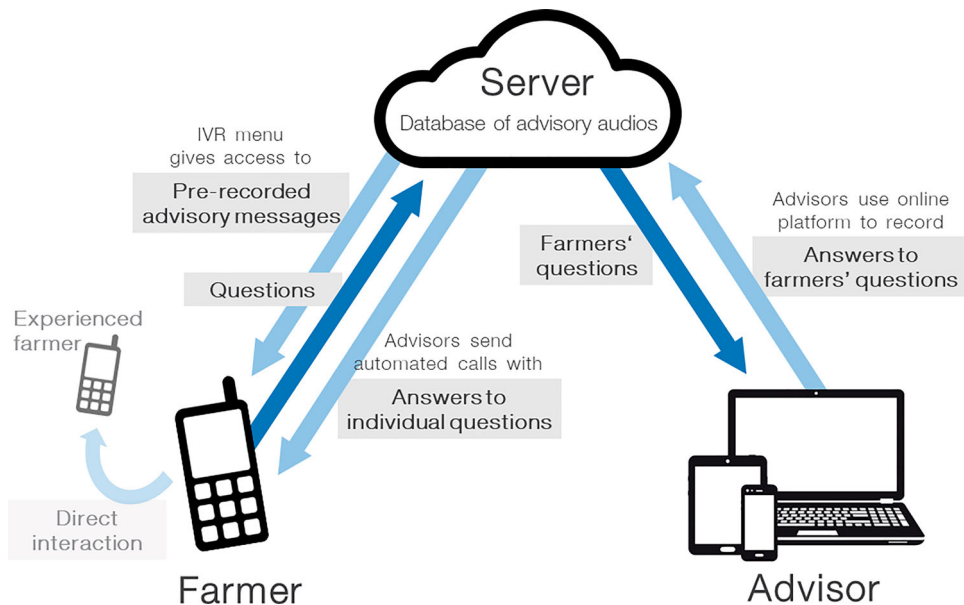 Server
Database of advisory audios
IVR menu
gives access to
Pre-recorded
advisory messages
Questions
Advisors send
automated calls with
Answers to
individual questions
Farmers‘
questions
Advisors use online
platform to record
Answers to
farmers’ questions
Experienced
farmer
Direct
interaction
Farmer
Advisor